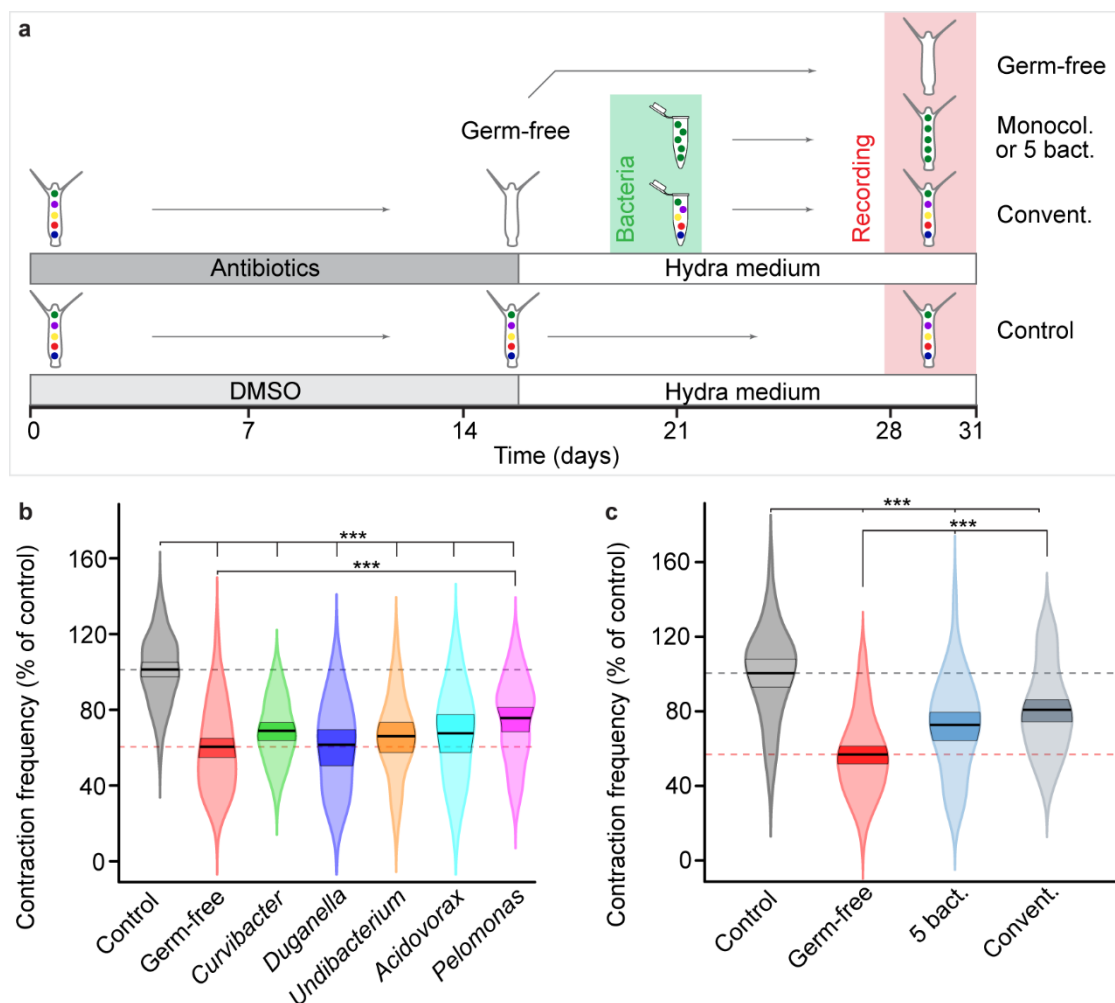 a
Germ-free
Germ-free
Monocol.
or 5 bact.
Bacteria
Recording
Convent.
Antibiotics
Hydra medium
Control
DMSO
Hydra medium
0
7
14
21
28
31
Time (days)
b
Contraction frequency (% of control)
160
120
80
40
0
***
***
Control
Germ-free
Curvibacter
Duganella
Undibacterium
Acidovorax
Pelomonas
c
Contraction frequency (% of control)
160
120
80
40
0
***
***
Control
Germ-free
5 bact.
Convent.